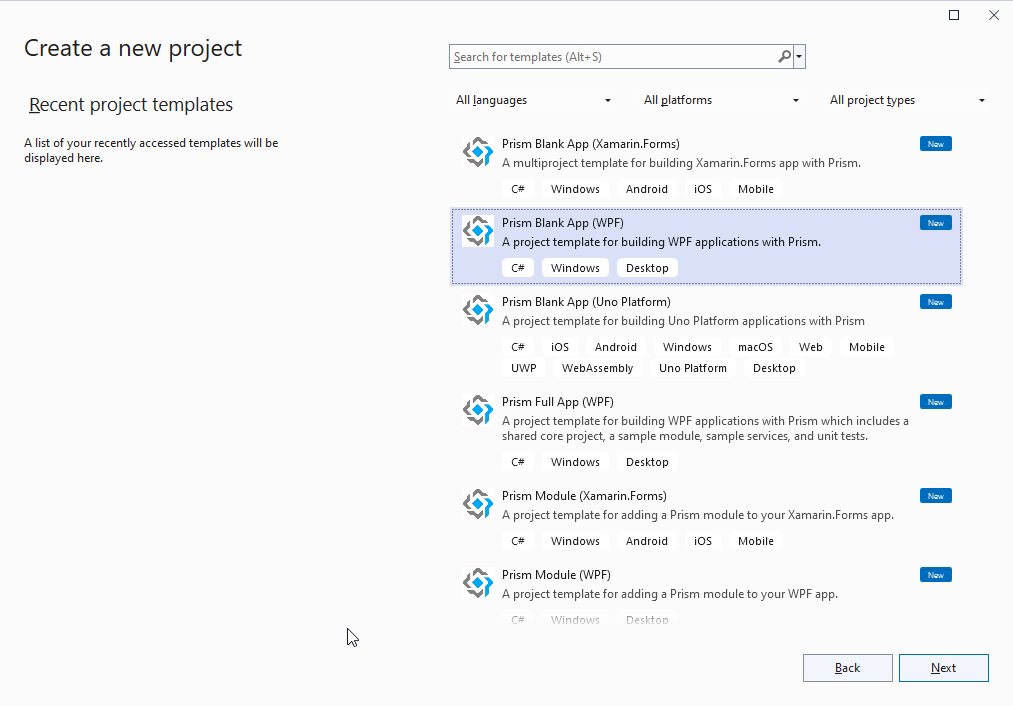 Create a new project
Search for templates (Alt+S)
Recent project templates
A list of your recently accessed templates will be
displayed here.
All languages All platforms All project types
Prism Blank App (Xamarin.Forms) New
A multiproject template for building Xamarin.Forms app with Prism.
C# Windows Android iOS Mobile
Prism Blank App (WPF) New
A project template for building WPF applications with Prism.
C# Windows Desktop
Prism Blank App (Uno Platform) New
A project template for building Uno Platform applications with Prism
C# iOS Android Windows macOS Web Mobile
UWP WebAssembly Uno Platform Desktop
Prism Full App (WPF) New
A project template for building WPF applications with Prism which includes a
shared core project, a sample module, sample services, and unit tests.
C# Windows Desktop
Prism Module (Xamarin.Forms) New
A project template for adding a Prism module to your Xamarin.Forms app.
C# Windows Android iOS Mobile
Prism Module (WPF) New
A project template for adding a Prism module to your WPF app.
C# Windows Desktop
Back Next